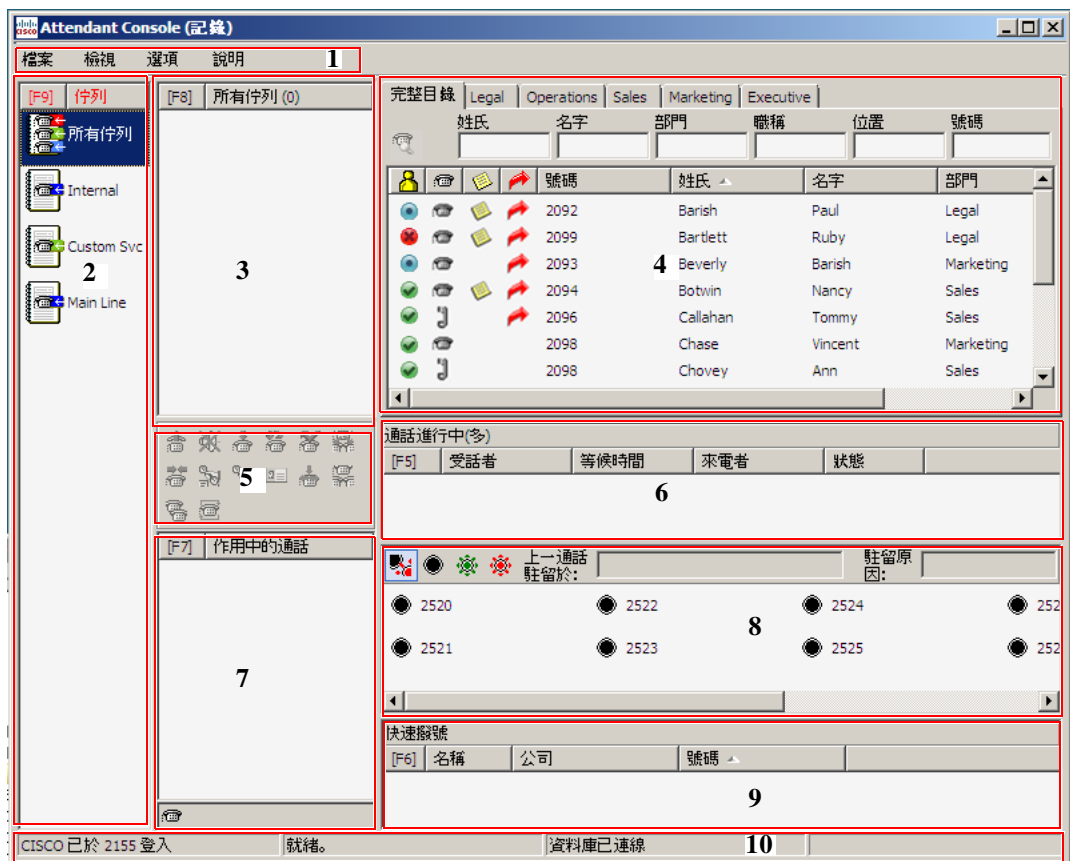 cisco Attendant Console (記錄)
檔案 檢視 選項 說明 1
[F9] 佇列
所有佇列
Internal
Custom Svc
2
Main Line
[F8] 所有佇列 (0)
3
完整目錄 Legal Operations Sales Marketing Executive
姓氏 名字 部門 職稱 位置 號碼
號碼 姓氏 名字 部門
2092 Barish Paul Legal
2099 Bartlett Ruby Legal
2093 Beverly Barish Marketing
4
2094 Botwin Nancy Sales
2096 Callahan Tommy Sales
2098 Chase Vincent Marketing
2098 Chovey Ann Sales
5
通話進行中(多)
[F5] 受話者 等候時間 來電者 狀態
6
[F7] 作用中的通話
7
上一通話
駐留於:
駐留原
因:
2520 2522 2524 252
8
2521 2523 2525 252
快速撥號
[F6] 名稱 公司 號碼
9
CISCO 已於 2155 登入 就緒。 資料庫已連線 10